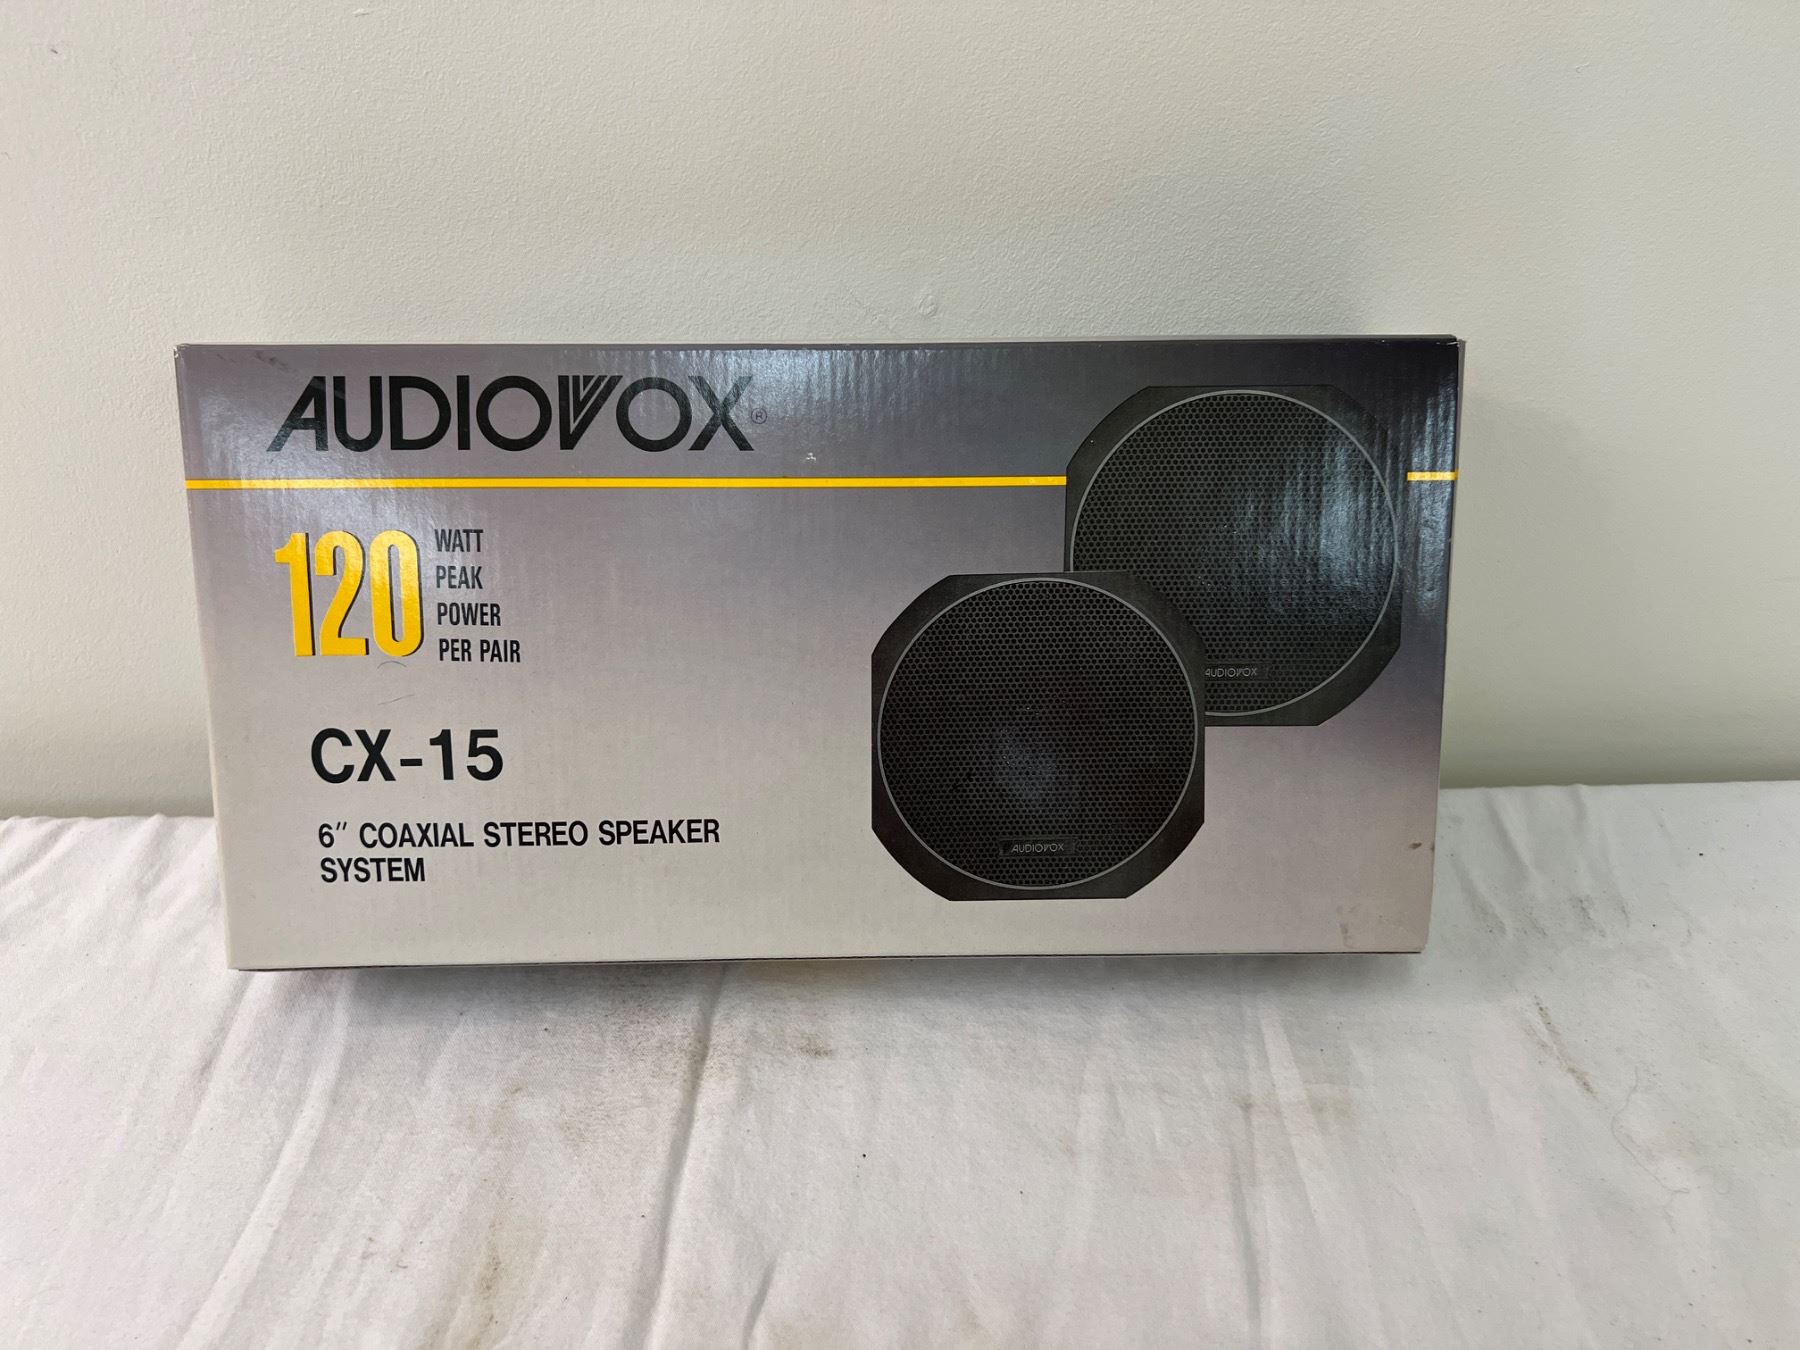 AUDIOVOX®
120 WATT
PEAK
POWER
PER PAIR
CX-15
6" COAXIAL STEREO SPEAKER
SYSTEM
AUDIOVOX
AUDIOVOX